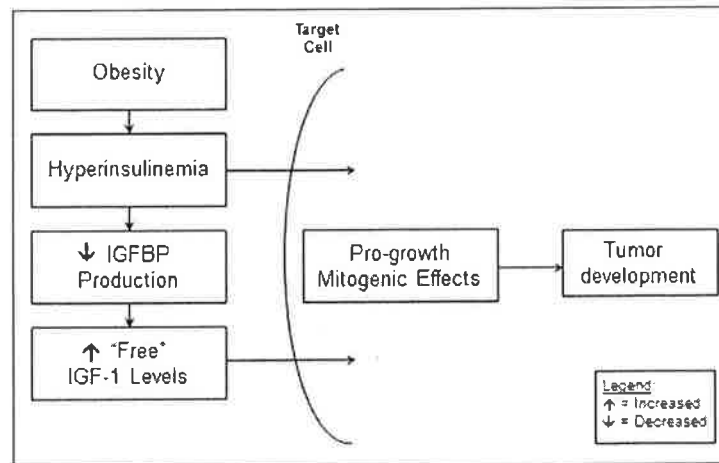 Target
Cell
Obesity
Hyperinsulinemia
↓ IGFBP
Production
↑ "Free"
IGF-1 Levels
Pro-growth
Mitogenic Effects
Tumor
development
Legend:
↑ = Increased
↓ = Decreased